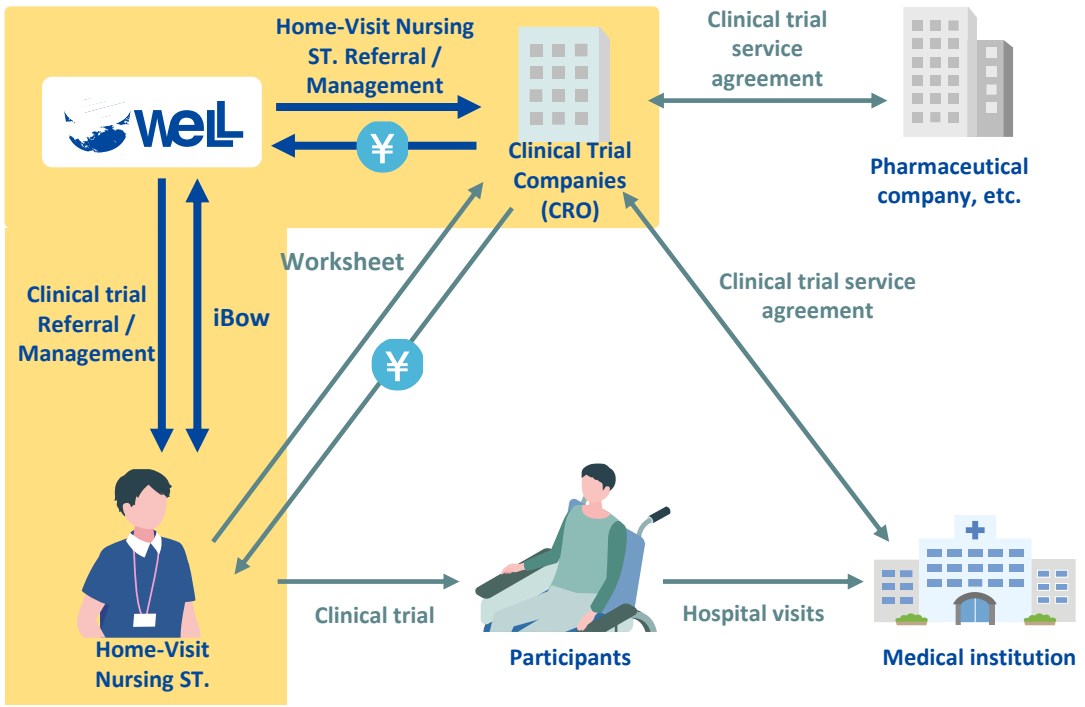 Home-Visit Nursing
ST. Referral /
Management
Clinical trial
service
agreement
WeLL
¥
Clinical Trial
Companies
(CRO)
Pharmaceutical
company, etc.
Worksheet
Clinical trial service
agreement
Clinical trial
Referral /
Management
iBow
¥
Clinical trial
Hospital visits
Home-Visit
Nursing ST.
Participants
Medical institution